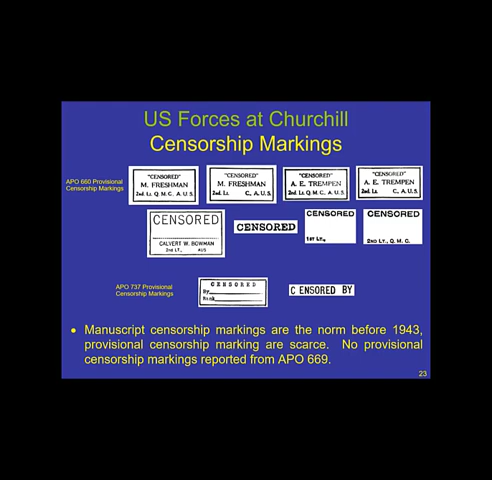 US Forces at Churchill
Censorship Markings
APO 660 Provisional
Censorship Markings
"CENSORED"
M. FRESHMAN
2nd. Lt. Q. M. C., A. U. S.
"CENSORED"
M. FRESHMAN
2nd. Lt. C., A. U. S.
"CENSORED"
A. E. TREMPEN
2nd. Lt. Q. M. C., A. U. S.
"CENSORED"
A. E. TREMPEN
2nd. Lt. C., A. U. S.
CENSORED
CALVERT W. BOWMAN
2ND LT., AUS
CENSORED
CENSORED
1ST LT.,
CENSORED
2ND LT., Q. M. C.
APO 737 Provisional
Censorship Markings
CENSORED
By
Rank
C ENSORED BY
• Manuscript censorship markings are the norm before 1943,
provisional censorship marking are scarce. No provisional
censorship markings reported from APO 669.
23